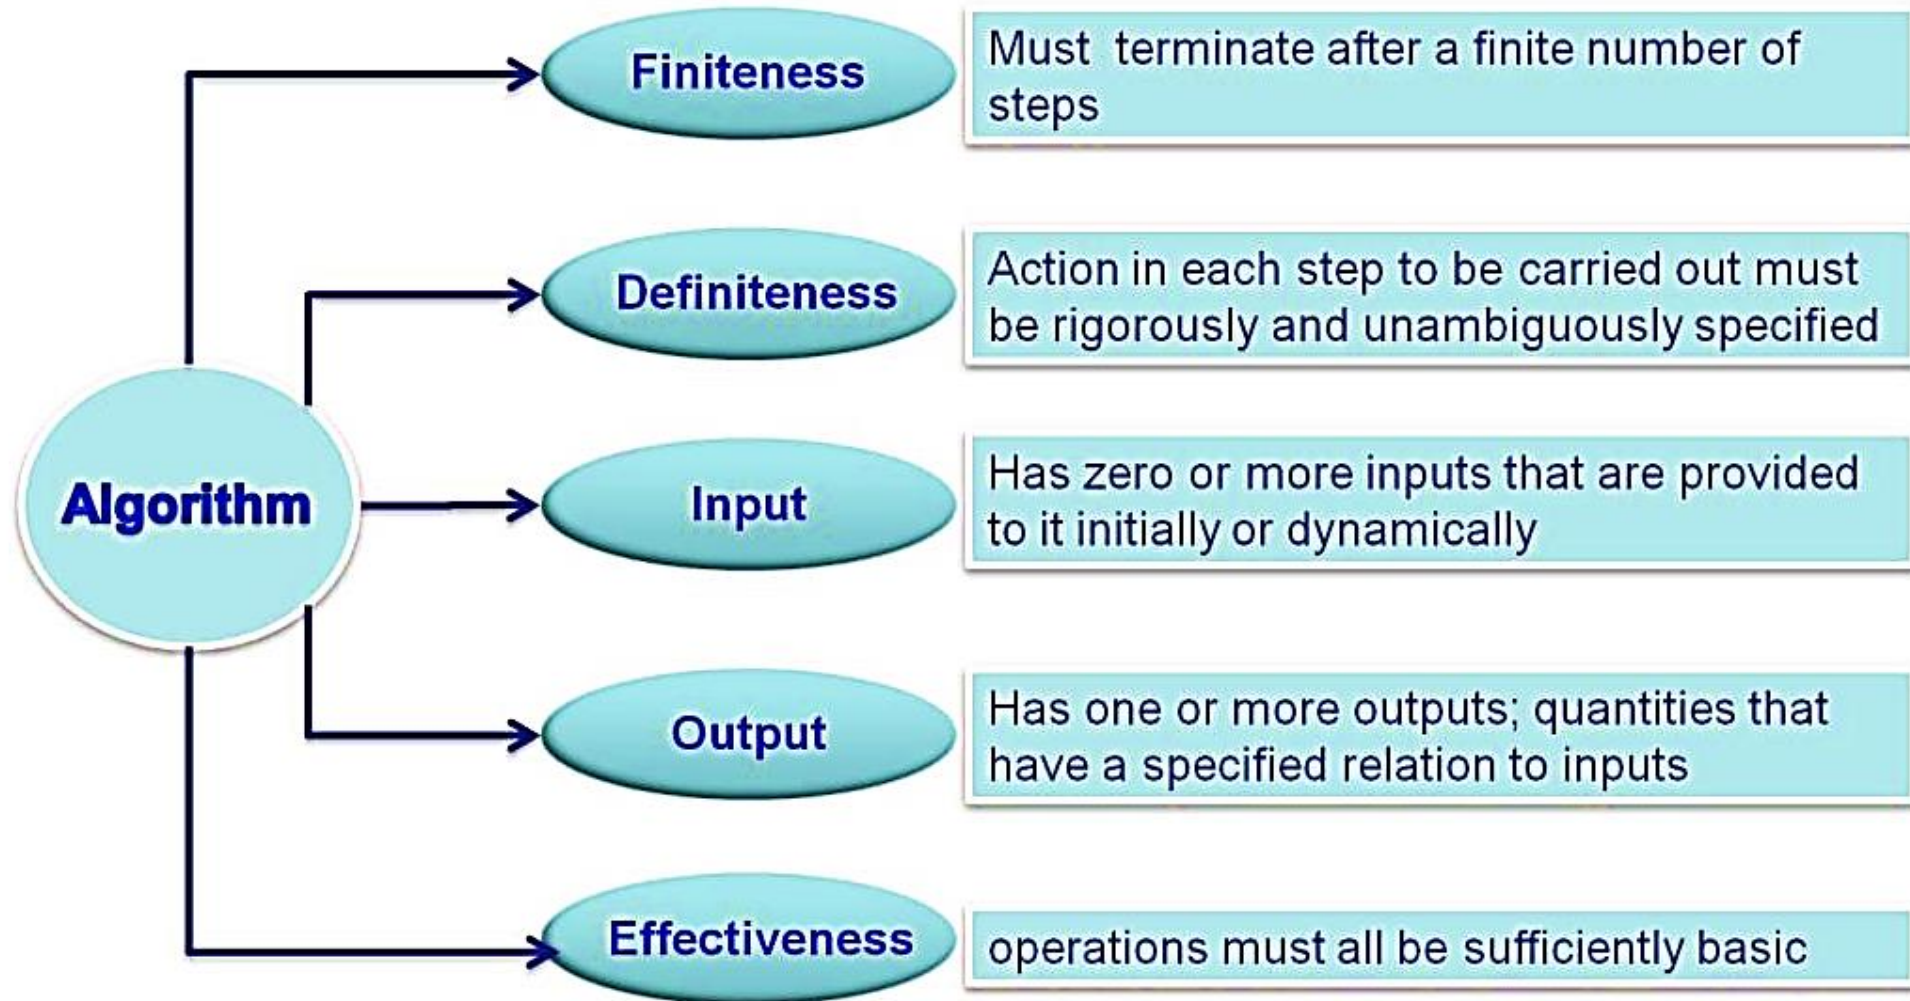 Finiteness
Must terminate after a finite number of
steps
Definiteness
Action in each step to be carried out must
be rigorously and unambiguously specified
Algorithm
Input
Has zero or more inputs that are provided
to it initially or dynamically
Output
Has one or more outputs; quantities that
have a specified relation to inputs
Effectiveness
operations must all be sufficiently basic